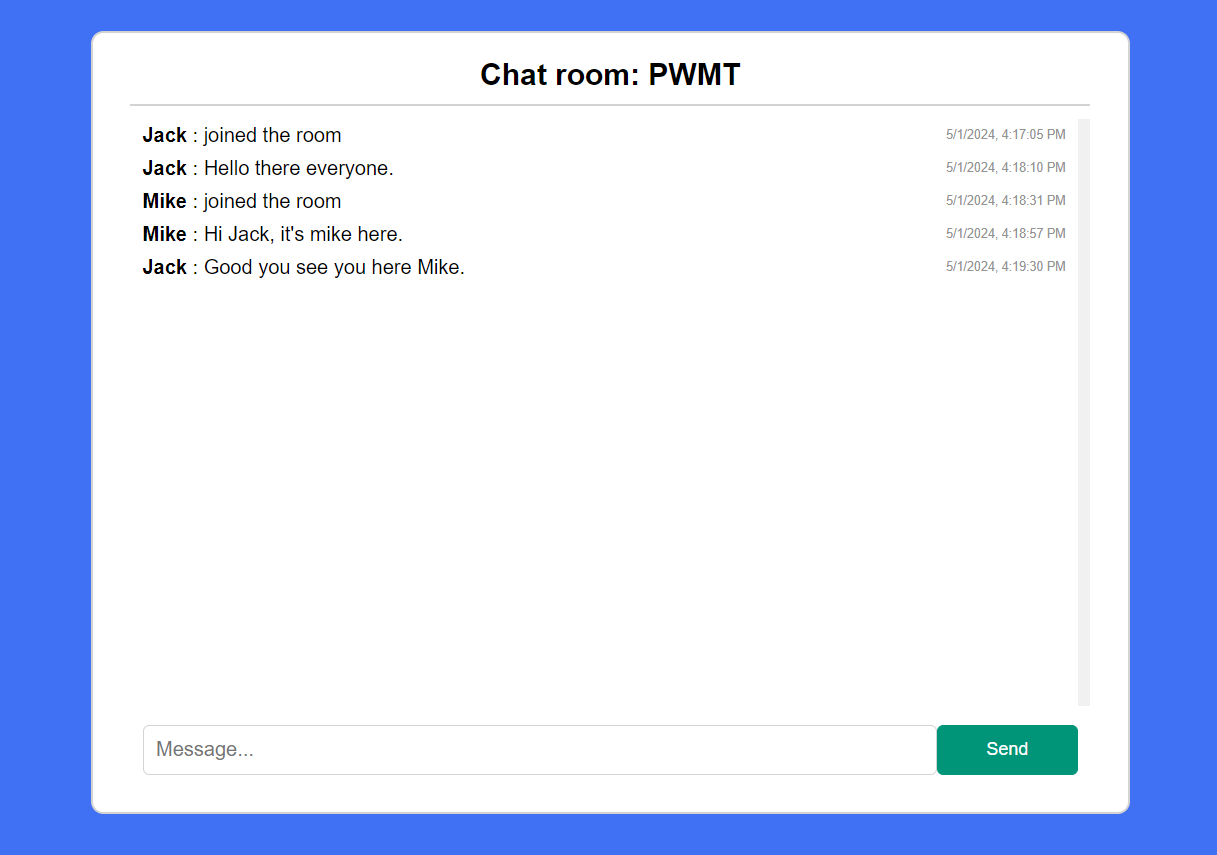 Chat room: PWMT
Jack : joined the room 5/1/2024, 4:17:05 PM
Jack : Hello there everyone. 5/1/2024, 4:18:10 PM
Mike : joined the room 5/1/2024, 4:18:31 PM
Mike : Hi Jack, it's mike here. 5/1/2024, 4:18:57 PM
Jack : Good you see you here Mike. 5/1/2024, 4:19:30 PM
Message... Send